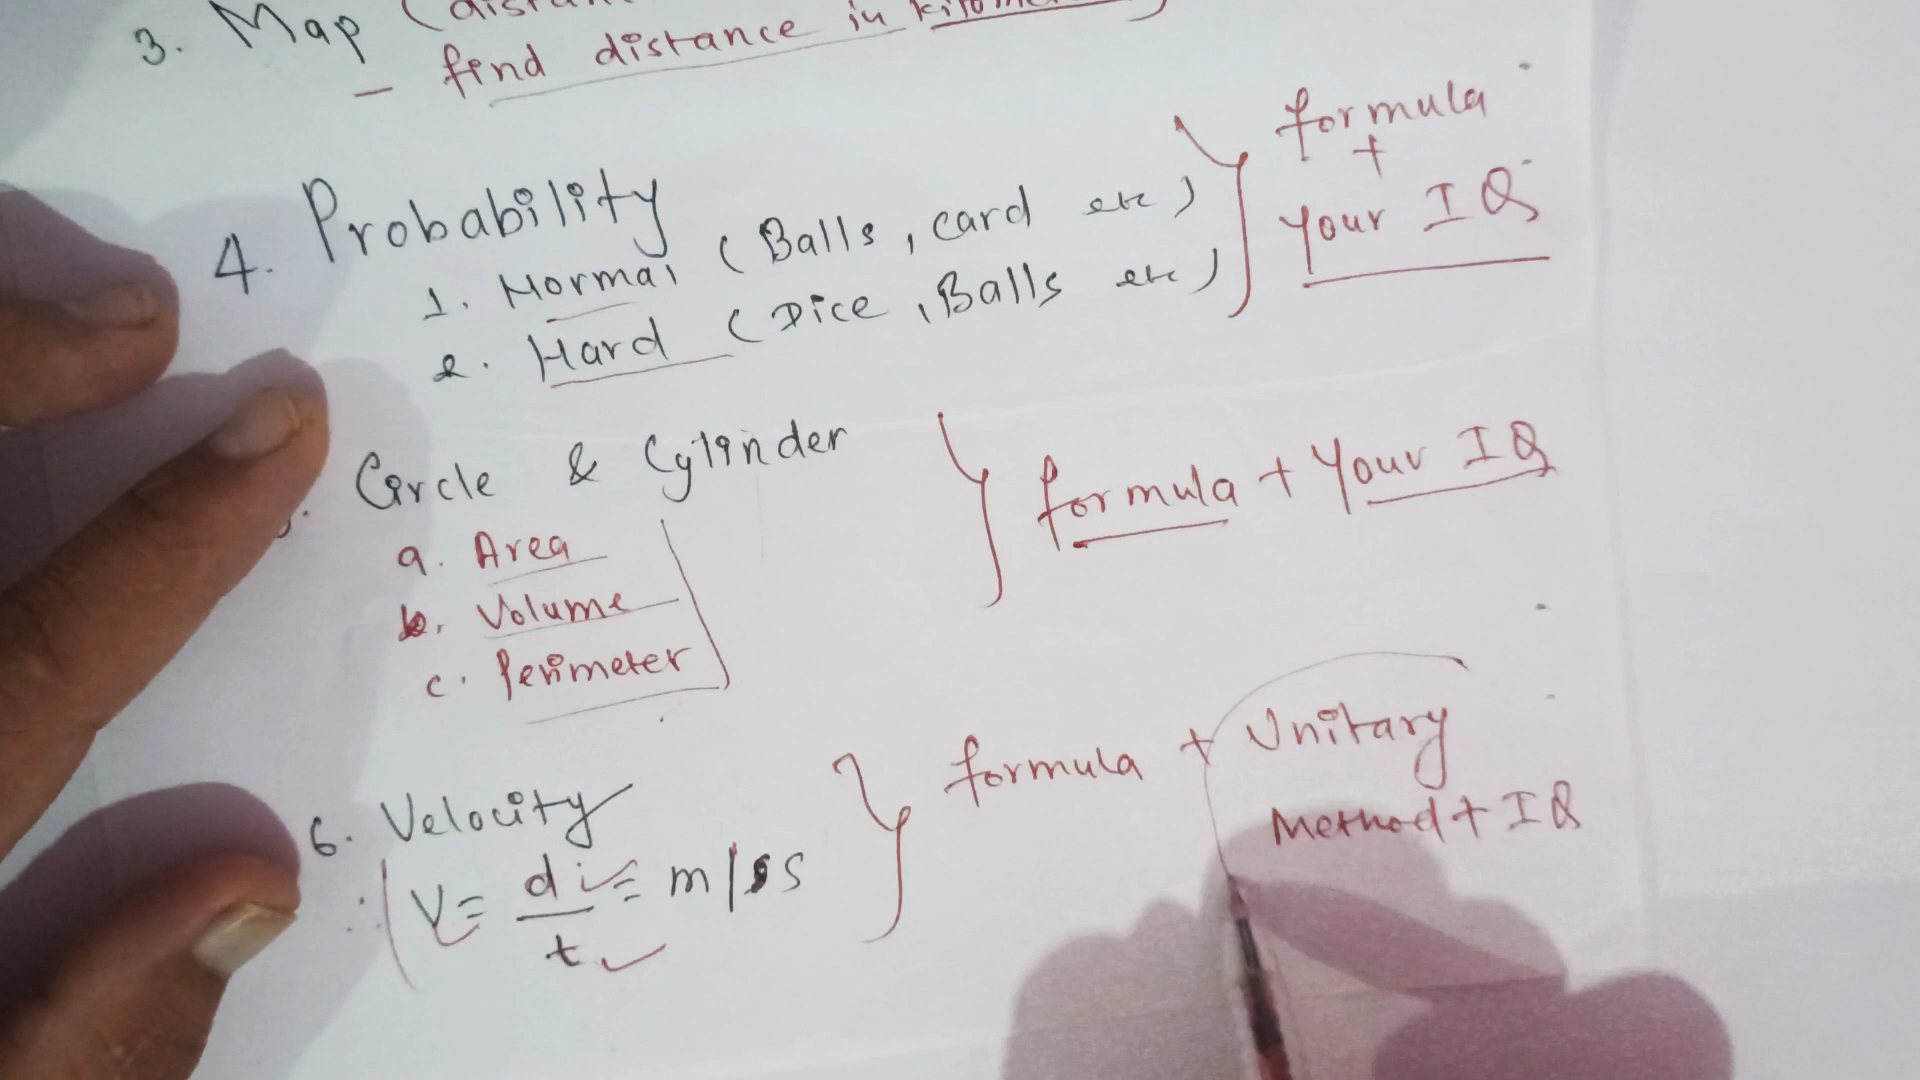 3. Map (
- find distance in
4. Probability
1. Normal (Balls, card etc)
2. Hard (Dice, Balls etc)
formula
+
your IQ
Circle & Cylinder
a. Area
b. Volume
c. Perimeter
formula + Your IQ
6. Velocity
V = d = m/s
t
formula + Unitary
Method + IQ